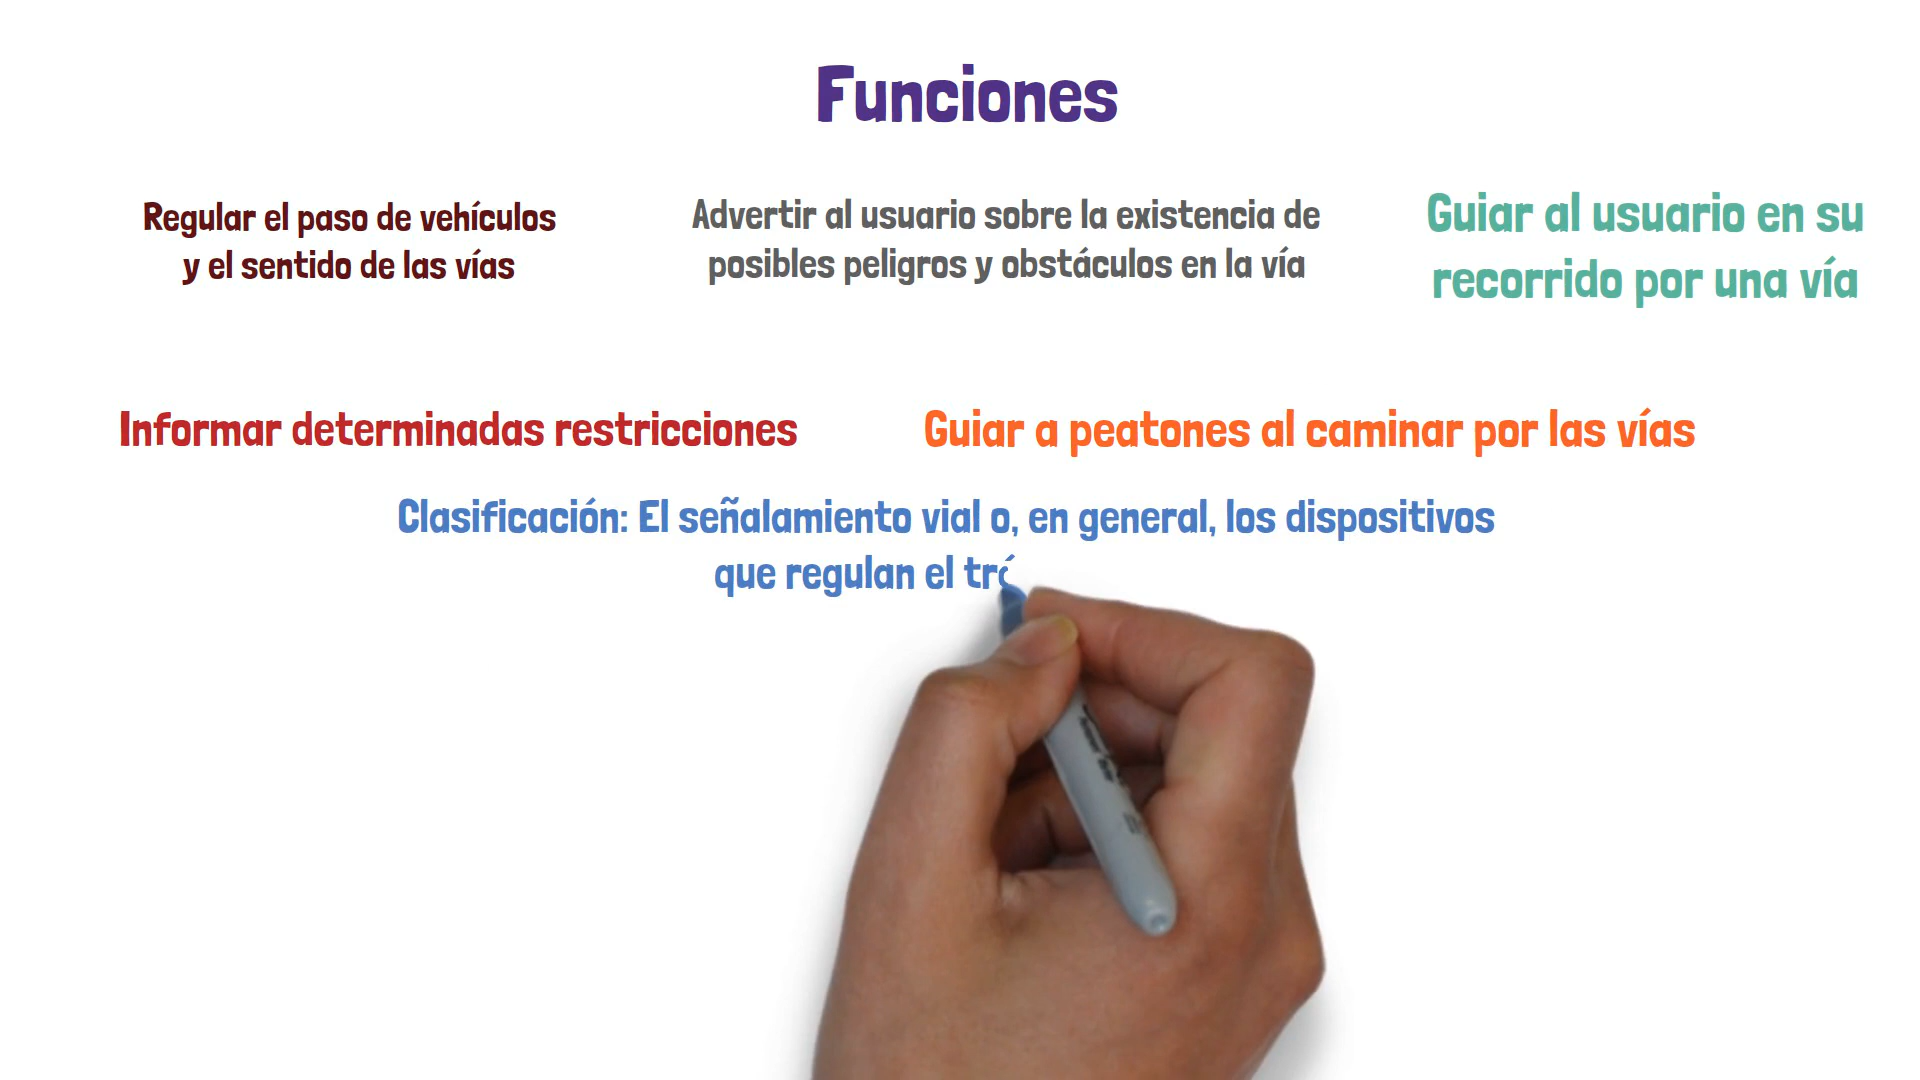 Funciones
Regular el paso de vehículos
y el sentido de las vías
Advertir al usuario sobre la existencia de
posibles peligros y obstáculos en la vía
Guiar al usuario en su
recorrido por una vía
Informar determinadas restricciones
Guiar a peatones al caminar por las vías
Clasificación: El señalamiento vial o, en general, los dispositivos
que regulan el